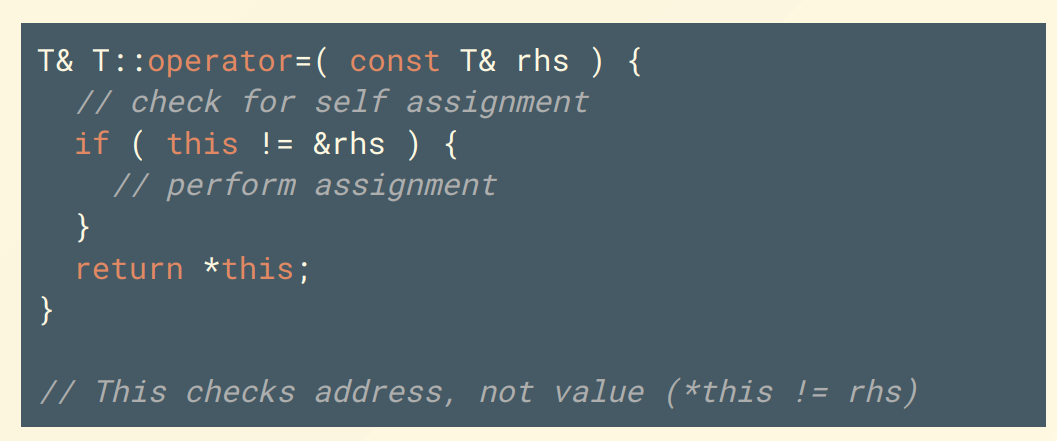 T& T::operator=( const T& rhs ) {
  // check for self assignment
  if ( this != &rhs ) {
    // perform assignment
  }
  return *this;
}
// This checks address, not value (*this != rhs)